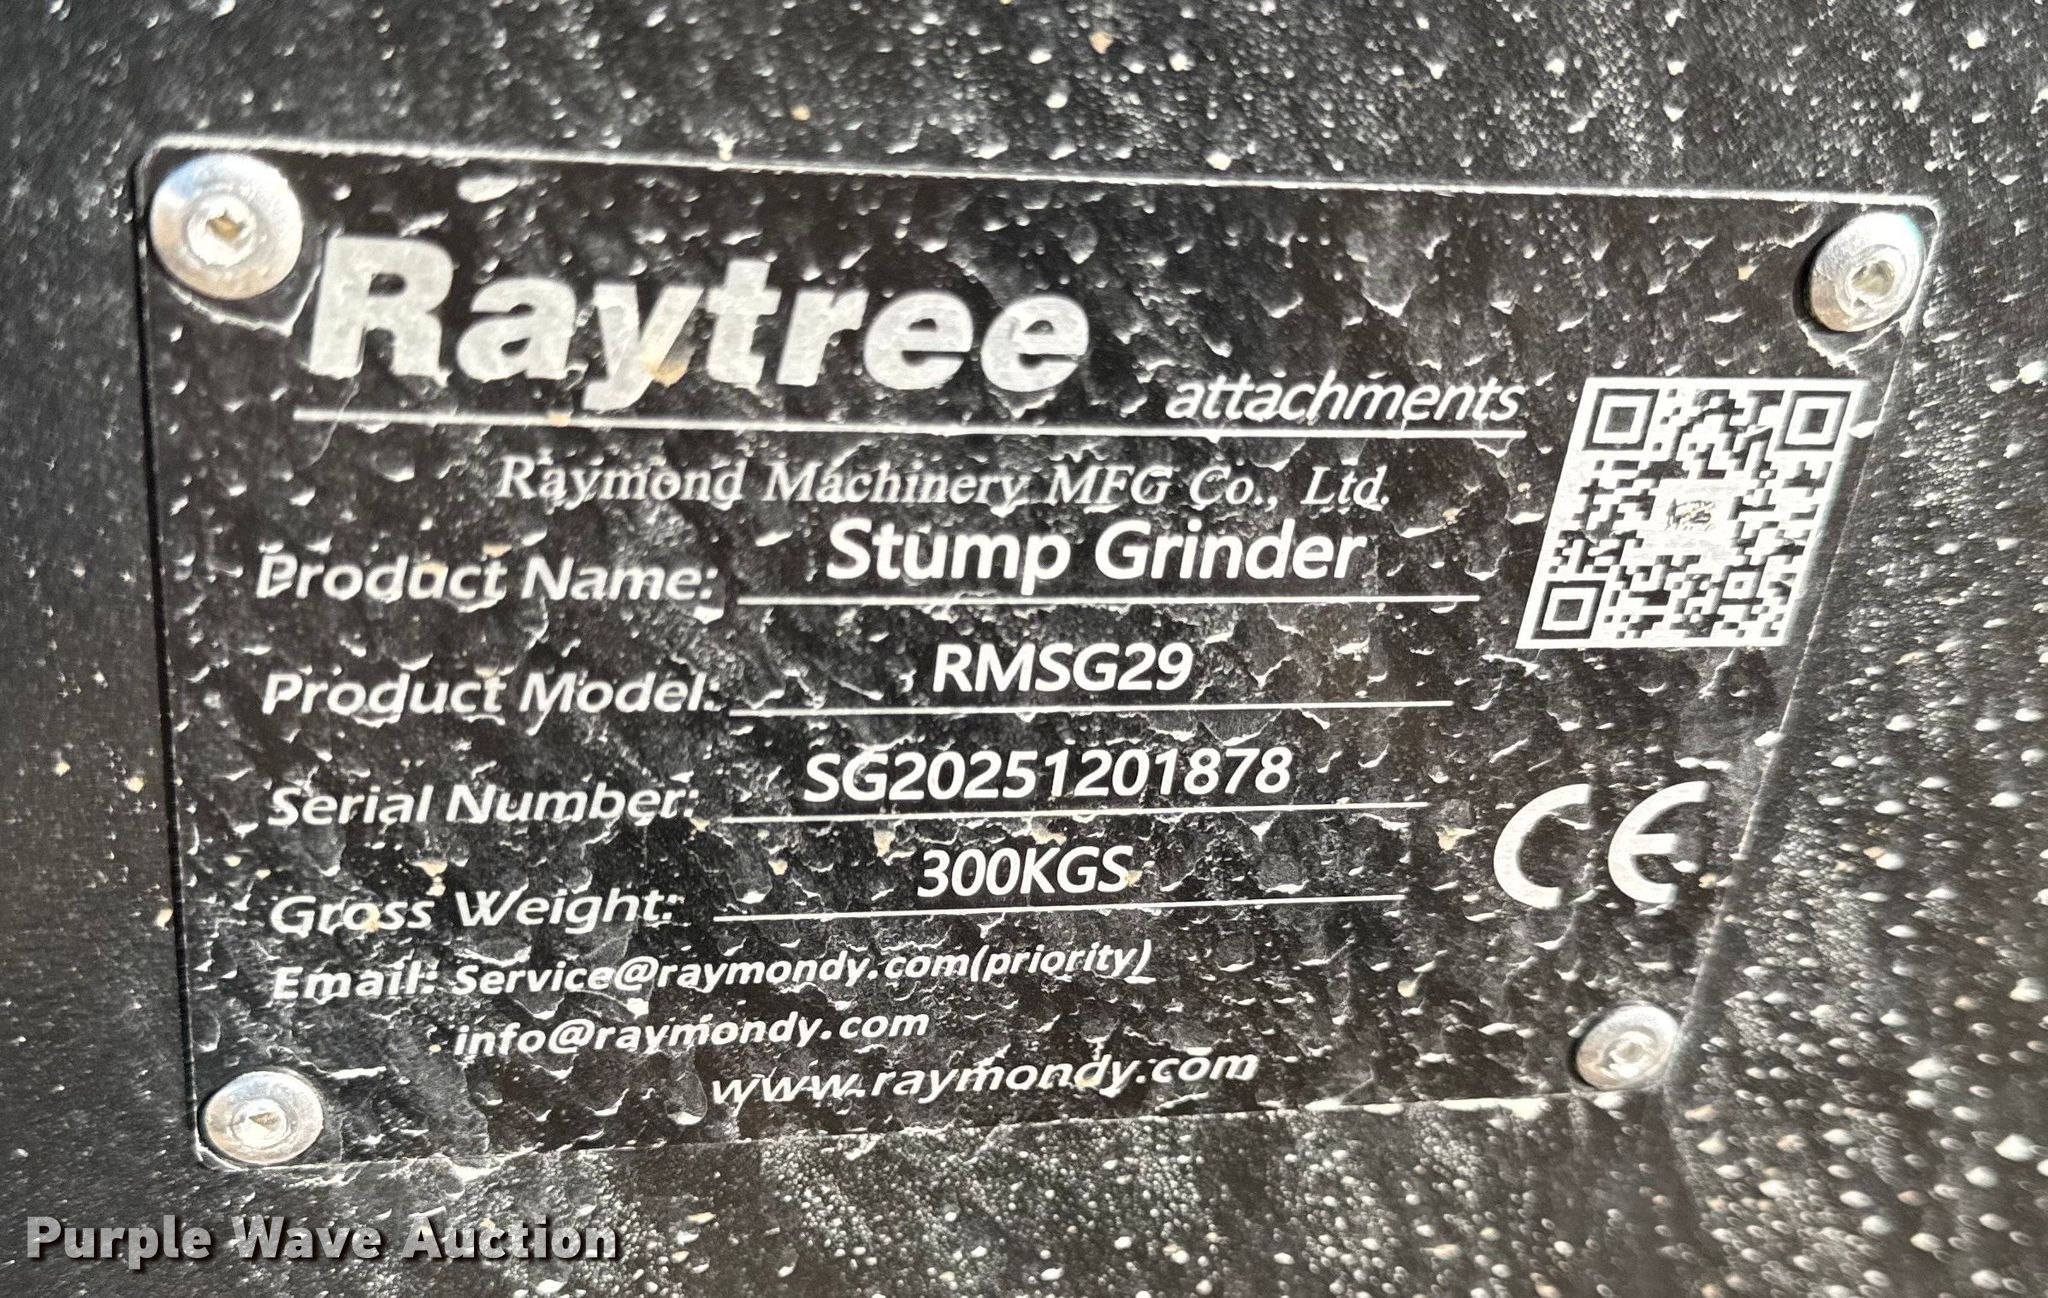 Raytree
attachments
Raymond Machinery MFG Co., Ltd.
Product Name: Stump Grinder
Product Model: RMSG29
Serial Number: SG20251201878
Gross Weight: 300KGS
Email: Service@raymondy.com(priority)
info@raymondy.com
www.raymondy.com
CE
Purple Wave Auction